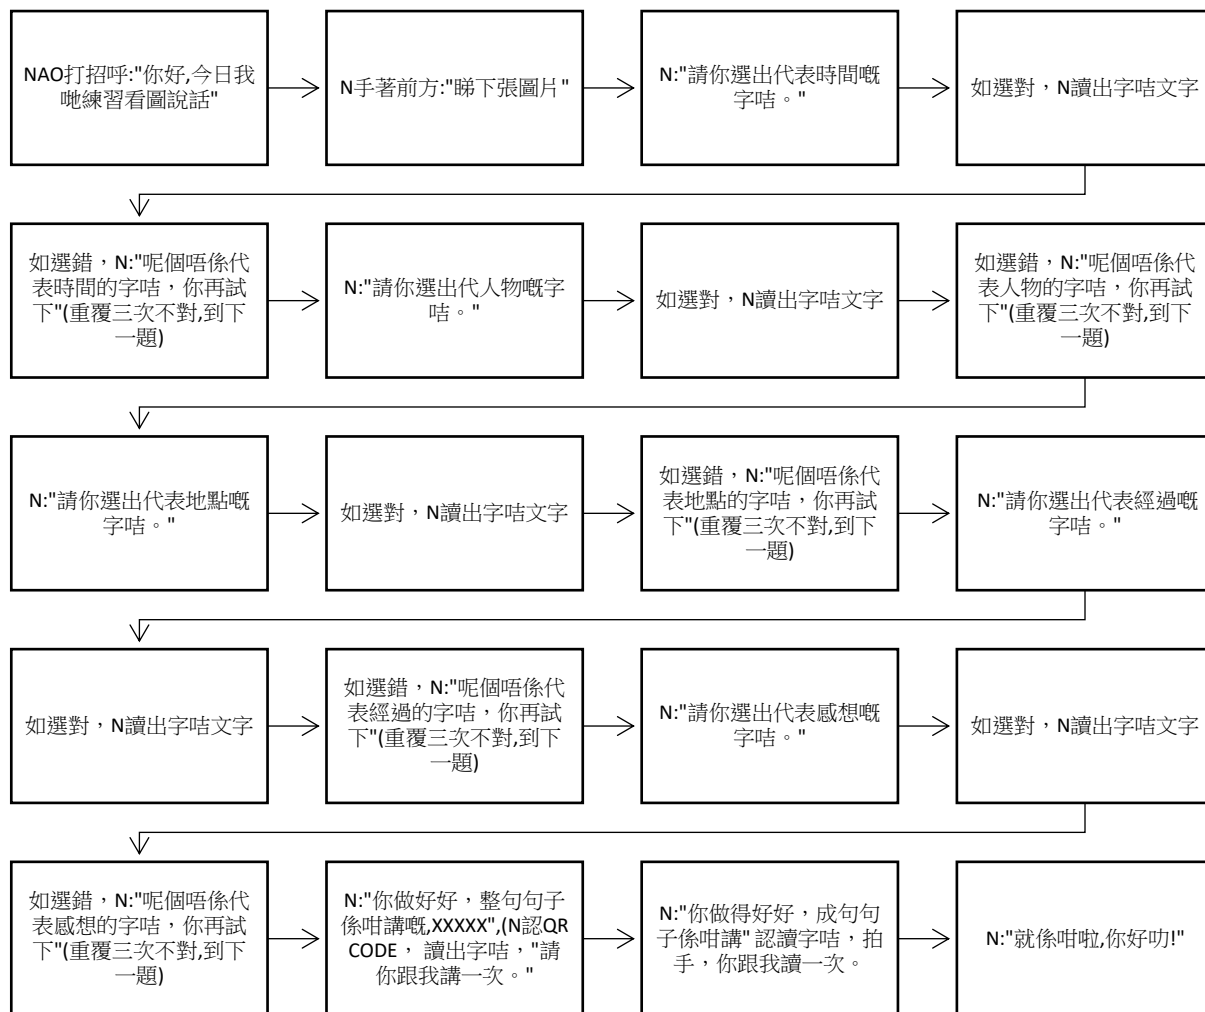 NAO打招呼:"你好,今日我
哋練習看圖說話"
N手著前方:"睇下張圖片"
N:"請你選出代表時間嘅
字咭。"
如選對，N讀出字咭文字
如選錯，N:"呢個唔係代
表時間的字咭，你再試
下"(重覆三次不對,到下
一題)
N:"請你選出代人物嘅字
咭。"
如選對，N讀出字咭文字
如選錯，N:"呢個唔係代
表人物的字咭，你再試
下"(重覆三次不對,到下
一題)
N:"請你選出代表地點嘅
字咭。"
如選對，N讀出字咭文字
如選錯，N:"呢個唔係代
表地點的字咭，你再試
下"(重覆三次不對,到下
一題)
N:"請你選出代表經過嘅
字咭。"
如選對，N讀出字咭文字
如選錯，N:"呢個唔係代
表經過的字咭，你再試
下"(重覆三次不對,到下
一題)
N:"請你選出代表感想嘅
字咭。"
如選對，N讀出字咭文字
如選錯，N:"呢個唔係代
表感想的字咭，你再試
下"(重覆三次不對,到下
一題)
N:"你做好好，整句句子
係咁講嘅,XXXXX",(N認QR
CODE， 讀出字咭，"請
你跟我講一次。"
N:"你做得好好，成句句
子係咁講" 認讀字咭，拍
手，你跟我讀一次。
N:"就係咁啦,你好叻!"